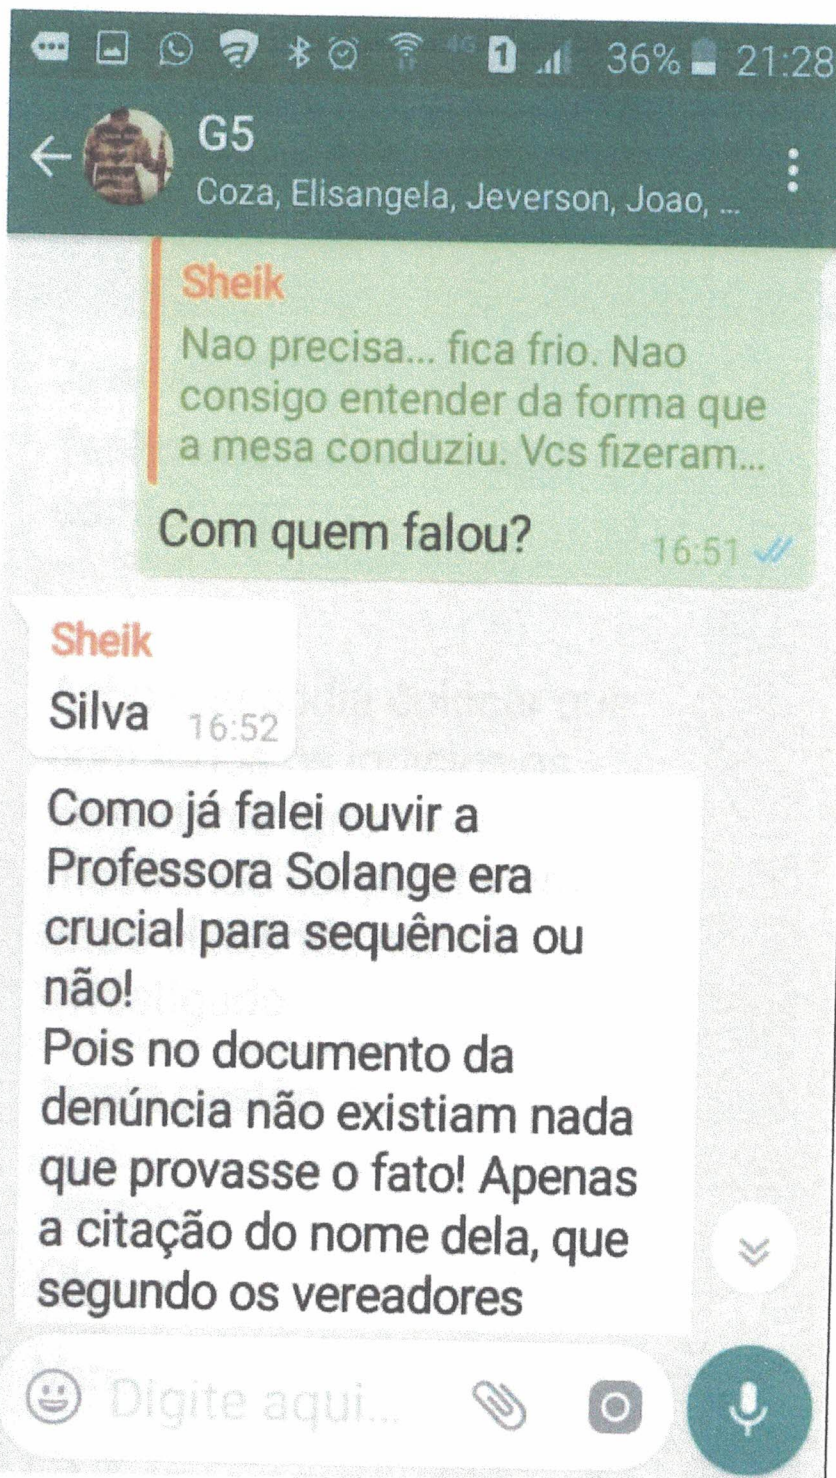 4G 1 36% 21:28
G5
Coza, Elisangela, Jeverson, Joao, ...
Sheik
Nao precisa... fica frio. Nao
consigo entender da forma que
a mesa conduziu. Vcs fizeram...
Com quem falou?
16:51
Sheik
Silva 16:52
Como já falei ouvir a
Professora Solange era
crucial para sequência ou
não!
Pois no documento da
denúncia não existiam nada
que provasse o fato! Apenas
a citação do nome dela, que
segundo os vereadores
Digite aqui...